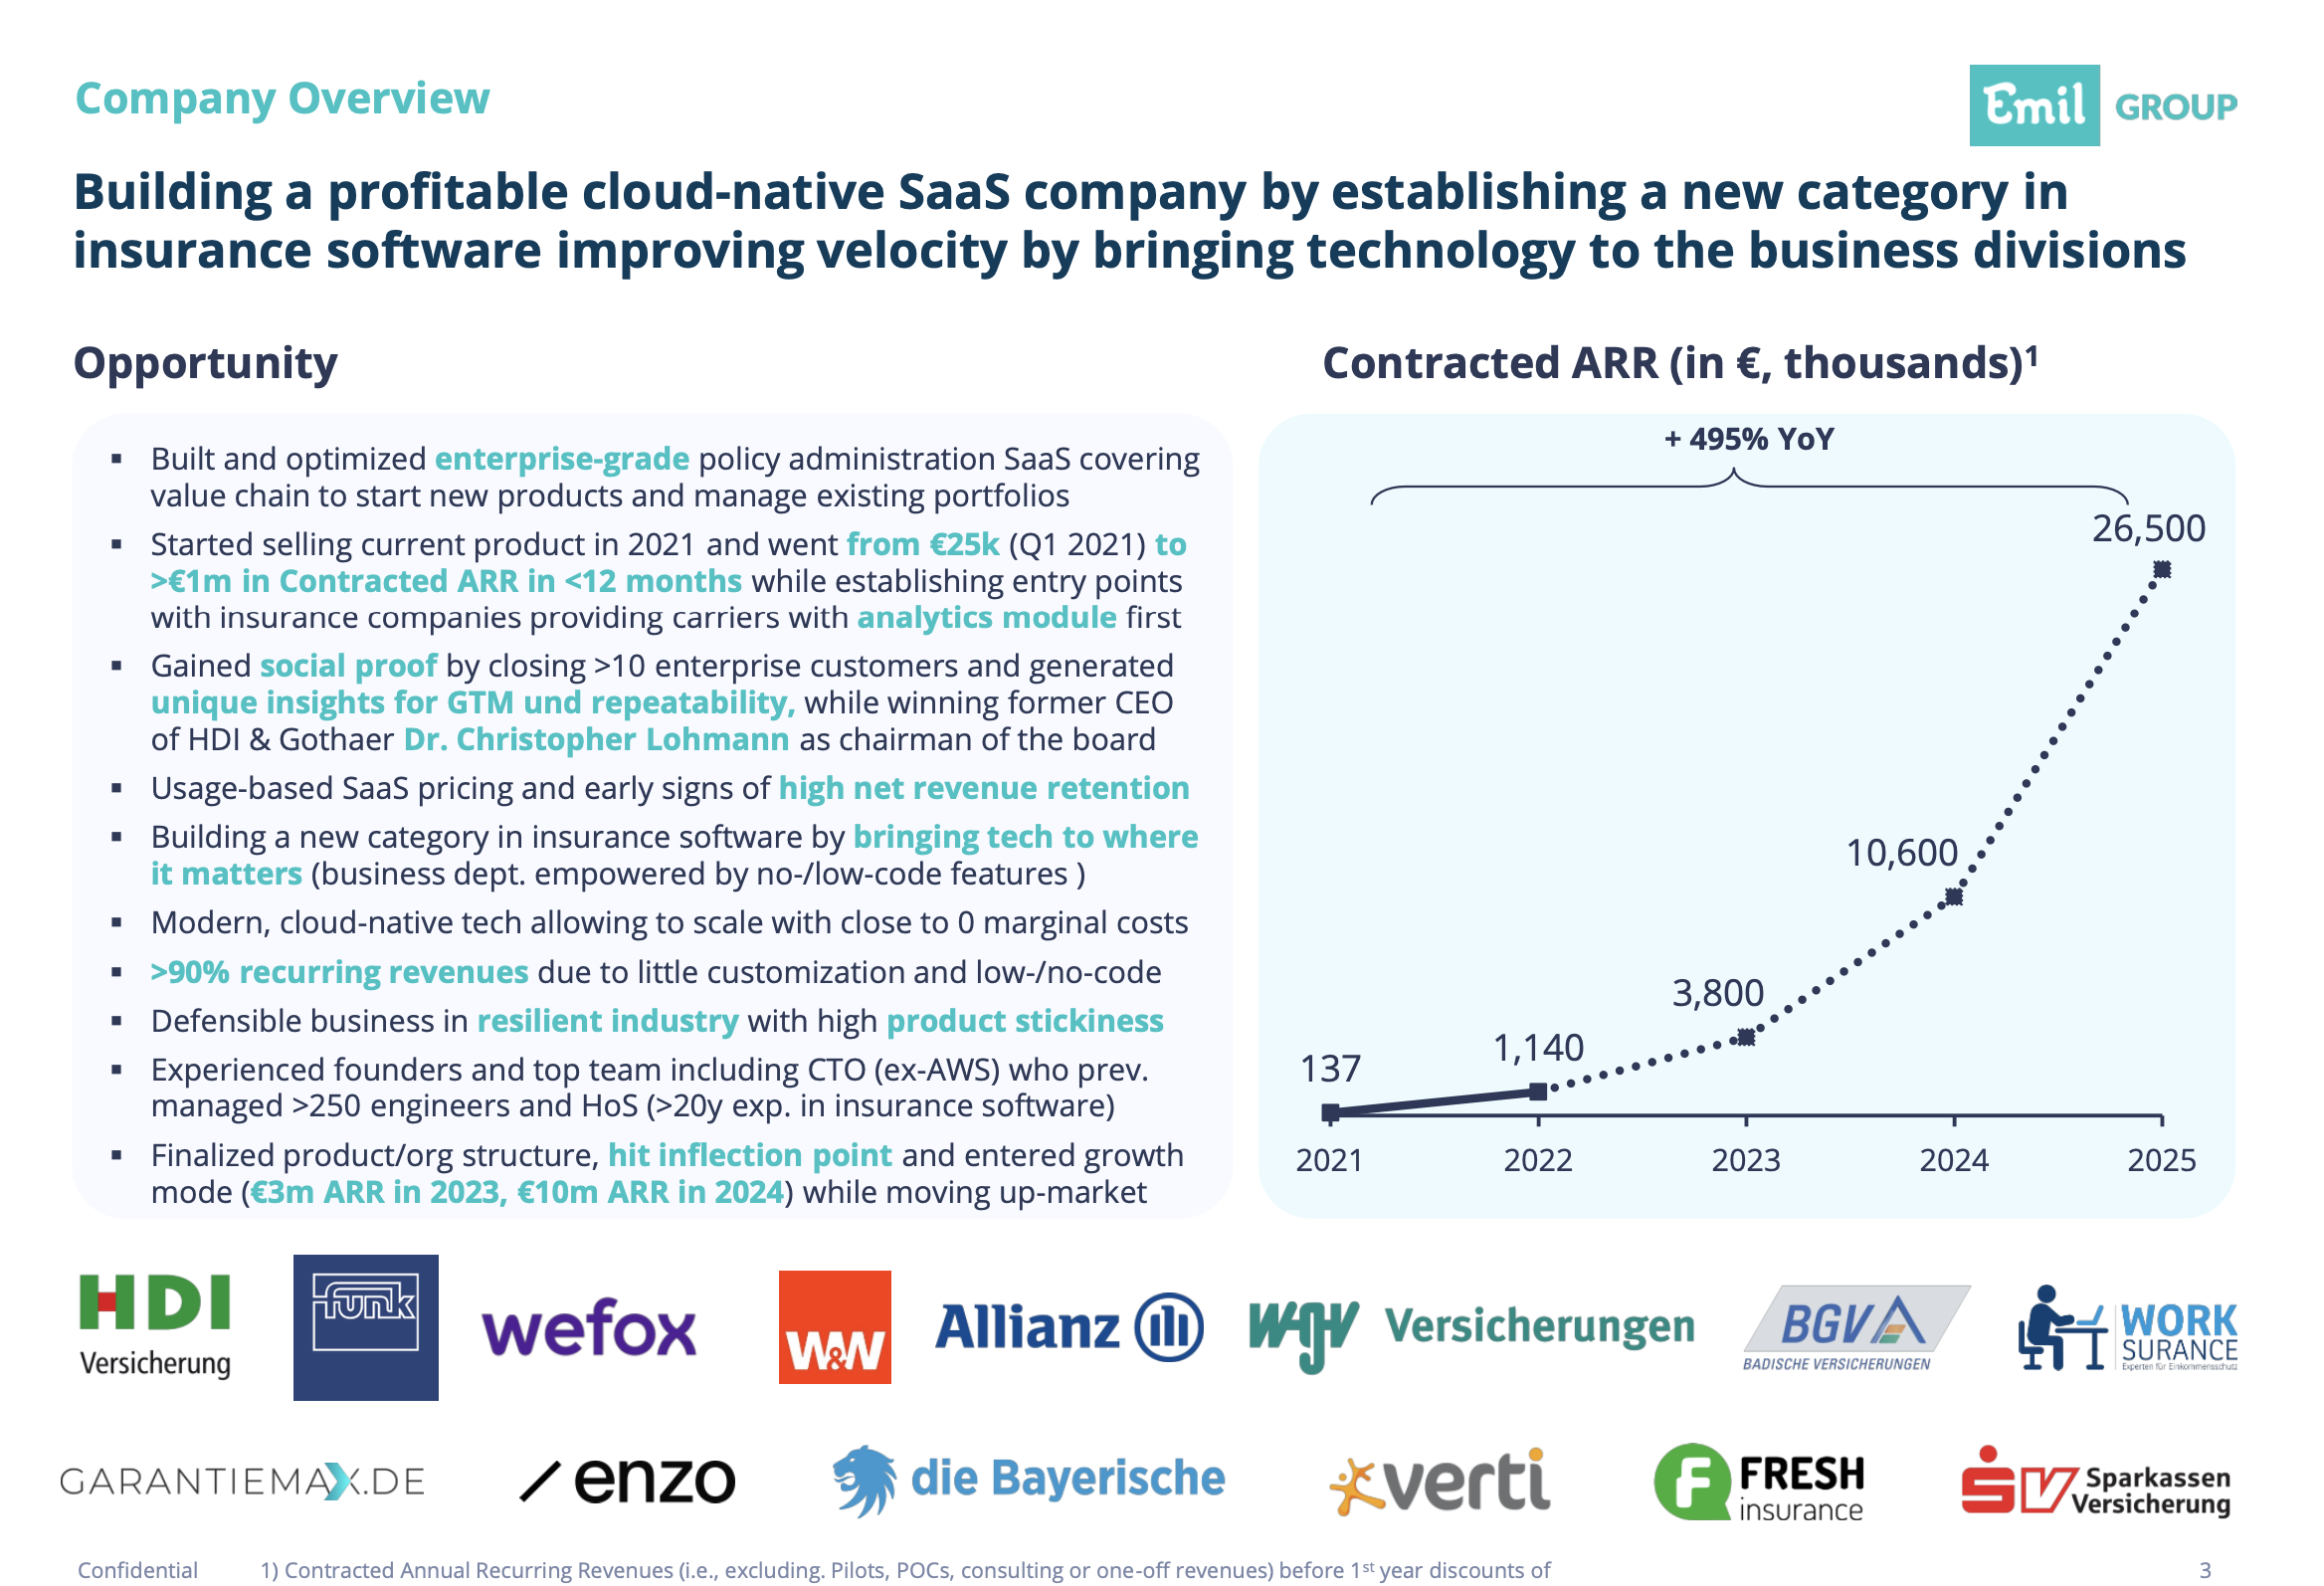 Company Overview
Emil GROUP
Building a profitable cloud-native SaaS company by establishing a new category in
insurance software improving velocity by bringing technology to the business divisions
Opportunity
▪ Built and optimized enterprise-grade policy administration SaaS covering
value chain to start new products and manage existing portfolios
▪ Started selling current product in 2021 and went from €25k (Q1 2021) to
>€1m in Contracted ARR in <12 months while establishing entry points
with insurance companies providing carriers with analytics module first
▪ Gained social proof by closing >10 enterprise customers and generated
unique insights for GTM und repeatability, while winning former CEO
of HDI & Gothaer Dr. Christopher Lohmann as chairman of the board
▪ Usage-based SaaS pricing and early signs of high net revenue retention
▪ Building a new category in insurance software by bringing tech to where
it matters (business dept. empowered by no-/low-code features )
▪ Modern, cloud-native tech allowing to scale with close to 0 marginal costs
▪ >90% recurring revenues due to little customization and low-/no-code
▪ Defensible business in resilient industry with high product stickiness
▪ Experienced founders and top team including CTO (ex-AWS) who prev.
managed >250 engineers and HoS (>20y exp. in insurance software)
▪ Finalized product/org structure, hit inflection point and entered growth
mode (€3m ARR in 2023, €10m ARR in 2024) while moving up-market
Contracted ARR (in €, thousands)¹
+ 495% YoY
26,500
10,600
3,800
1,140
137
2021 2022 2023 2024 2025
HDI
Versicherung
funk
wefox
W&W
Allianz
WGV Versicherungen
BGV
BADISCHE VERSICHERUNGEN
WORK
SURANCE
Experten für Einkommensschutz
GARANTIEMAX.DE
enzo
die Bayerische
verti
F FRESH
insurance
SV Sparkassen
Versicherung
Confidential
1) Contracted Annual Recurring Revenues (i.e., excluding. Pilots, POCs, consulting or one-off revenues) before 1st year discounts of
3